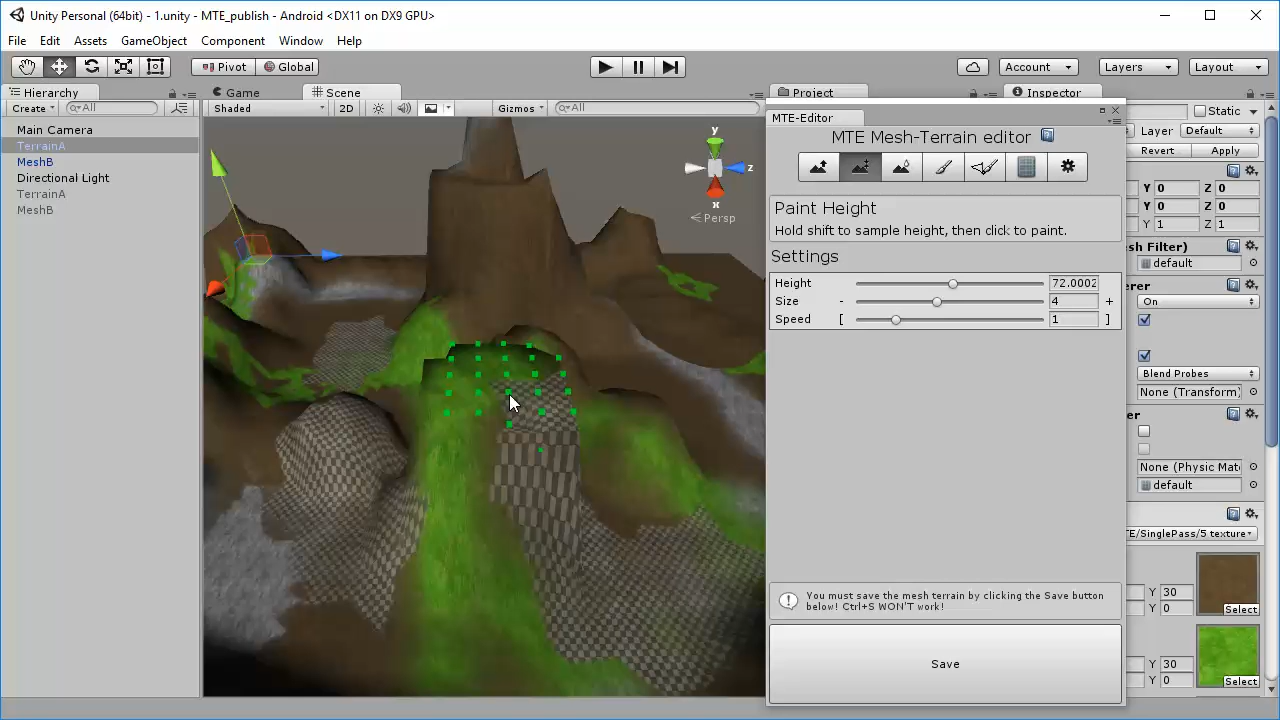 Unity Personal (64bit) - 1.unity - MTE_publish - Android <DX11 on DX9 GPU>
File Edit Assets GameObject Component Window Help
Pivot Global Account Layers Layout
Hierarchy
Create All
Main Camera
TerrainA
MeshB
Directional Light
TerrainA
MeshB
Game Scene
Shaded 2D Gizmos All
y
z
x
Persp
Project Inspector
MTE-Editor
MTE Mesh-Terrain editor
Paint Height
Hold shift to sample height, then click to paint.
Settings
Height 72.0002
Size - 4 +
Speed [ 1 ]
You must save the mesh terrain by clicking the Save button
below! Ctrl+S WON'T work!
Save
Static
Layer Default
Revert Apply
Y 0 Z 0
Y 0 Z 0
Y 1 Z 1
sh Filter)
default
erer
On
Blend Probes
None (Transform)
er
None (Physic Mate
default
TE/SinglePass/5 texture
Y 30
Y 0
Select
Y 30
Y 0
Select